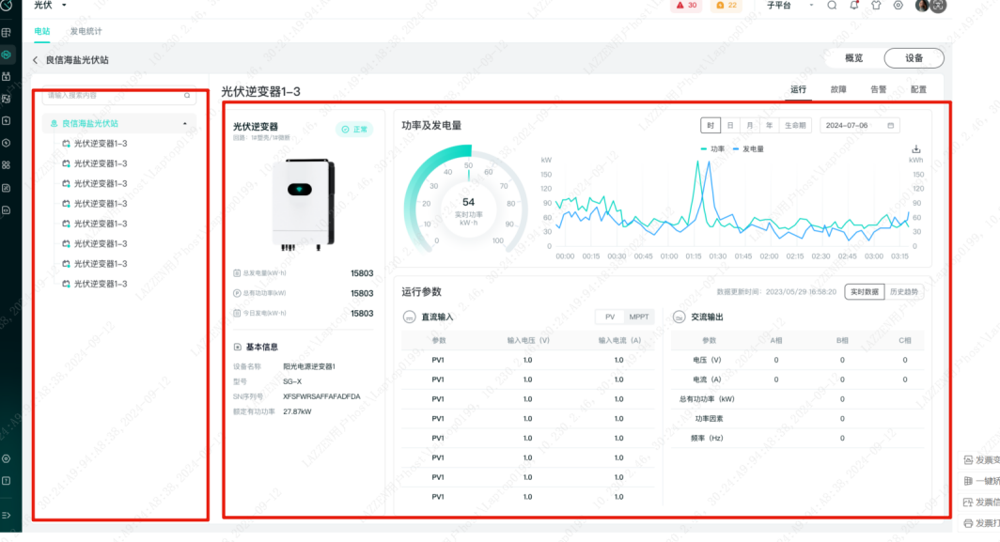 光伏
30
22
子平台
电站 发电统计
良信海盐光伏站
概览 设备
请输入搜索内容
良信海盐光伏站
光伏逆变器1-3
光伏逆变器1-3
光伏逆变器1-3
光伏逆变器1-3
光伏逆变器1-3
光伏逆变器1-3
光伏逆变器1-3
光伏逆变器1-3
光伏逆变器1-3
运行 故障 告警 配置
光伏逆变器
正常
总发电量(kW·h) 15803
总有功功率(kW) 15803
今日发电(kW·h) 15803
基本信息
设备名称 阳光电源逆变器1
型号 SG-X
SN序列号 XFSFWRSAFFAFADFDA
额定有功功率 27.87kW
功率及发电量
时 日 月 年 生命期 2024-07-06
0 10 20 30 40 50 60 70 80 90 100
54
实时功率
kW·h
功率 发电量
kW kWh
150 150
120 120
90 90
60 60
30 30
0 0
00:00 00:15 00:30 00:45 01:00 01:15 01:30 01:45 02:00 02:15 02:30 02:45 03:00 03:15
运行参数
数据更新时间: 2023/05/29 16:58:20 实时数据 历史趋势
直流输入 PV MPPT
参数 输入电压 (V) 输入电流 (A)
PV1 1.0 1.0
PV1 1.0 1.0
PV1 1.0 1.0
PV1 1.0 1.0
PV1 1.0 1.0
PV1 1.0 1.0
PV1 1.0 1.0
PV1 1.0 1.0
交流输出
参数 A相 B相 C相
电压 (V) 0 0 0
电流 (A) 0 0 0
总有功功率 (kW) 0
功率因素 0
频率 (Hz) 0
发票
一键
发票信
发票打